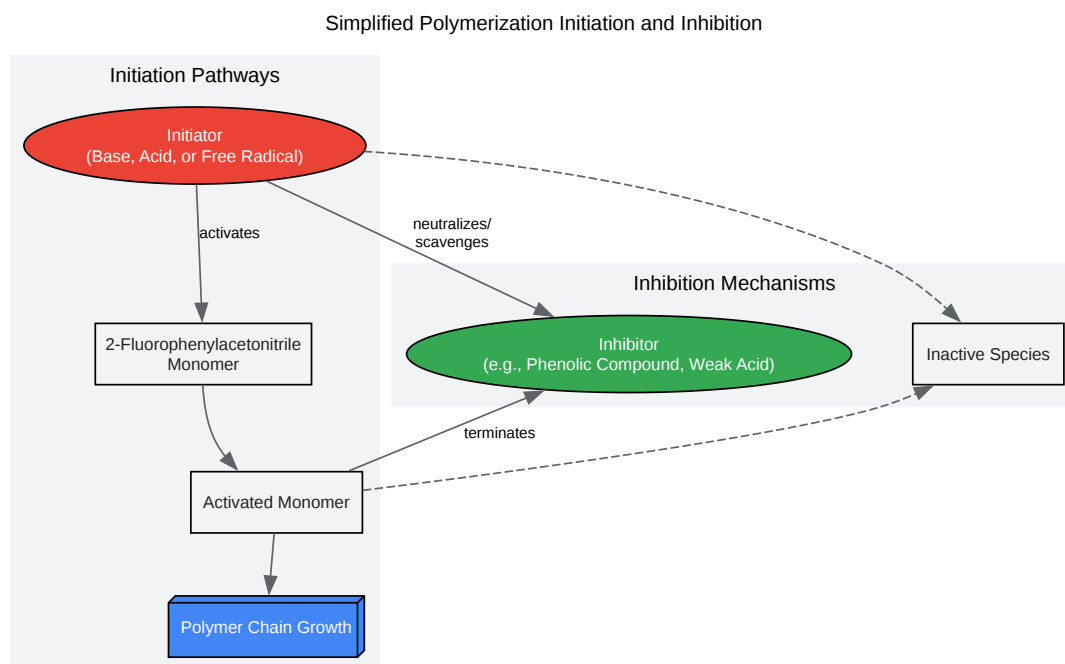 Simplified Polymerization Initiation and Inhibition
Initiation Pathways
Initiator
(Base, Acid, or Free Radical)
activates
neutralizes/
scavenges
Inhibition Mechanisms
2-Fluorophenylacetonitrile
Monomer
Inhibitor
(e.g., Phenolic Compound, Weak Acid)
Inactive Species
terminates
Activated Monomer
Polymer Chain Growth